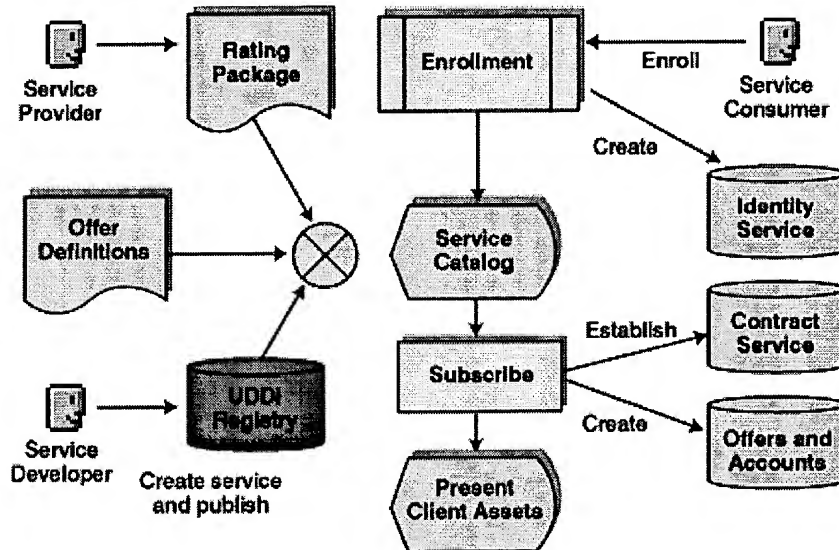 Service
Provider
Rating
Package
Enrollment
Enroll
Service
Consumer
Create
Identity
Service
Offer
Definitions
Service
Catalog
Establish
Contract
Service
Subscribe
UDDI
Registry
Service
Developer
Create service
and publish
Create
Offers and
Accounts
Present
Client Assets